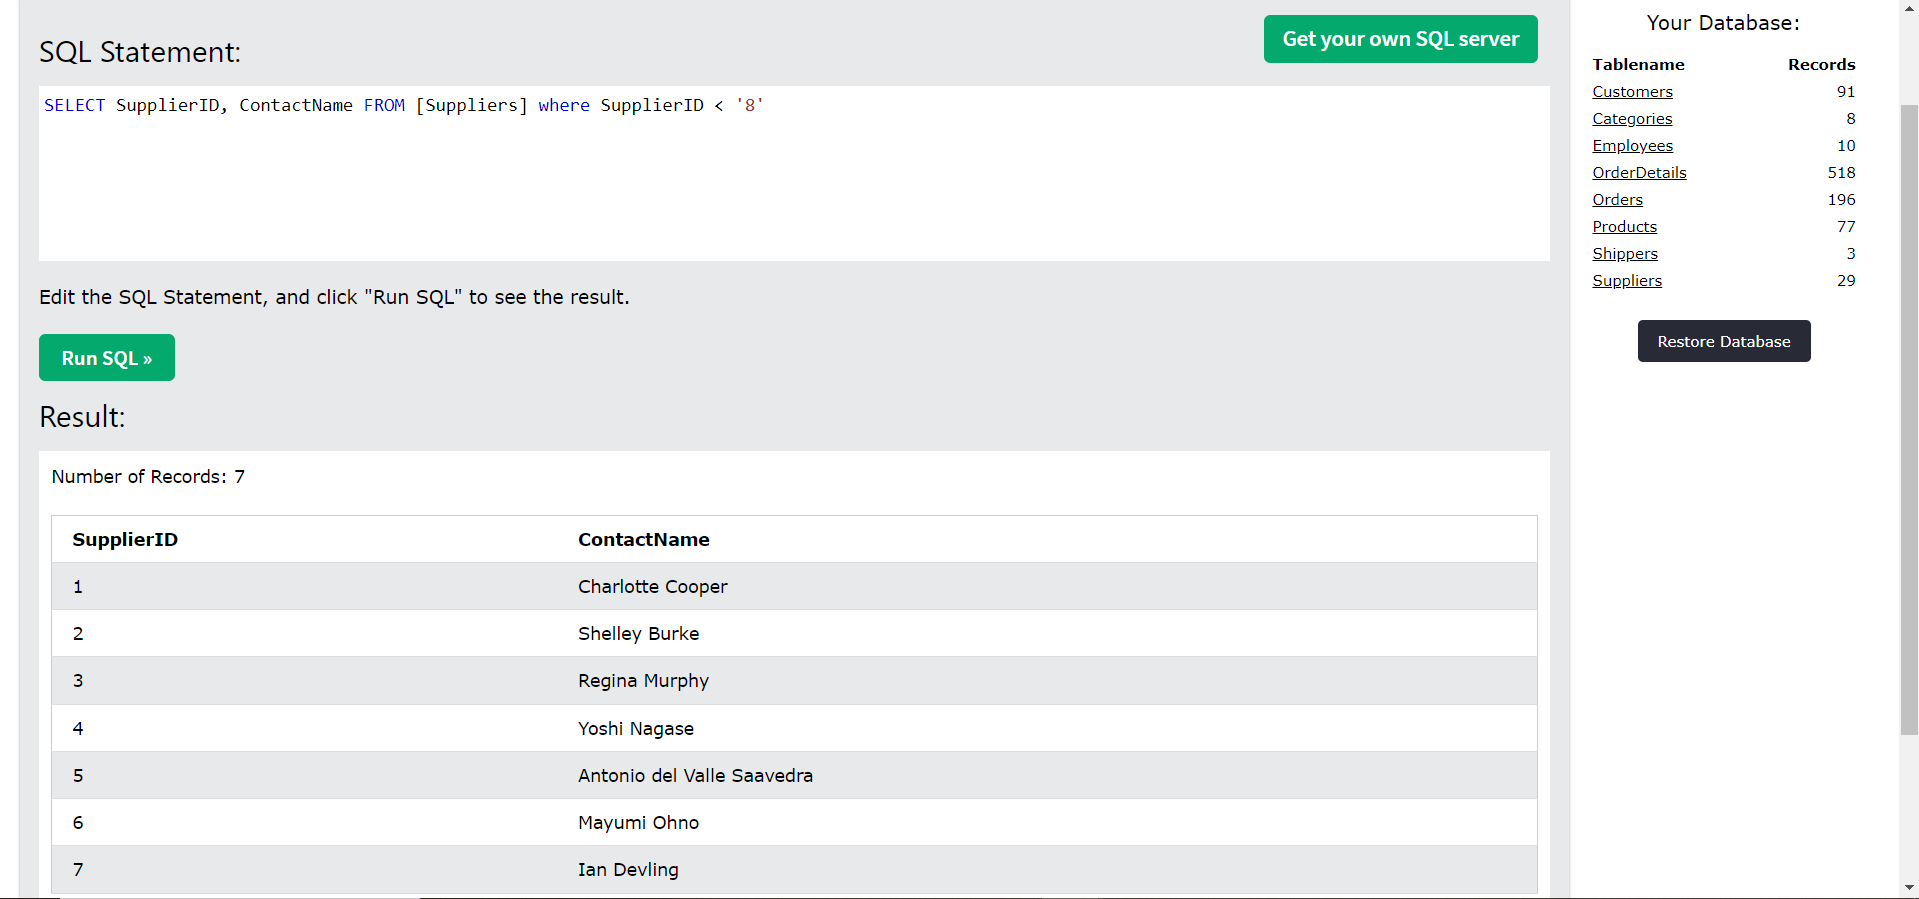 SQL Statement:
Get your own SQL server
SELECT SupplierID, ContactName FROM [Suppliers] where SupplierID < '8'
Edit the SQL Statement, and click "Run SQL" to see the result.
Run SQL »
Result:
Number of Records: 7
SupplierID ContactName
1 Charlotte Cooper
2 Shelley Burke
3 Regina Murphy
4 Yoshi Nagase
5 Antonio del Valle Saavedra
6 Mayumi Ohno
7 Ian Devling
Your Database:
Tablename Records
Customers 91
Categories 8
Employees 10
OrderDetails 518
Orders 196
Products 77
Shippers 3
Suppliers 29
Restore Database